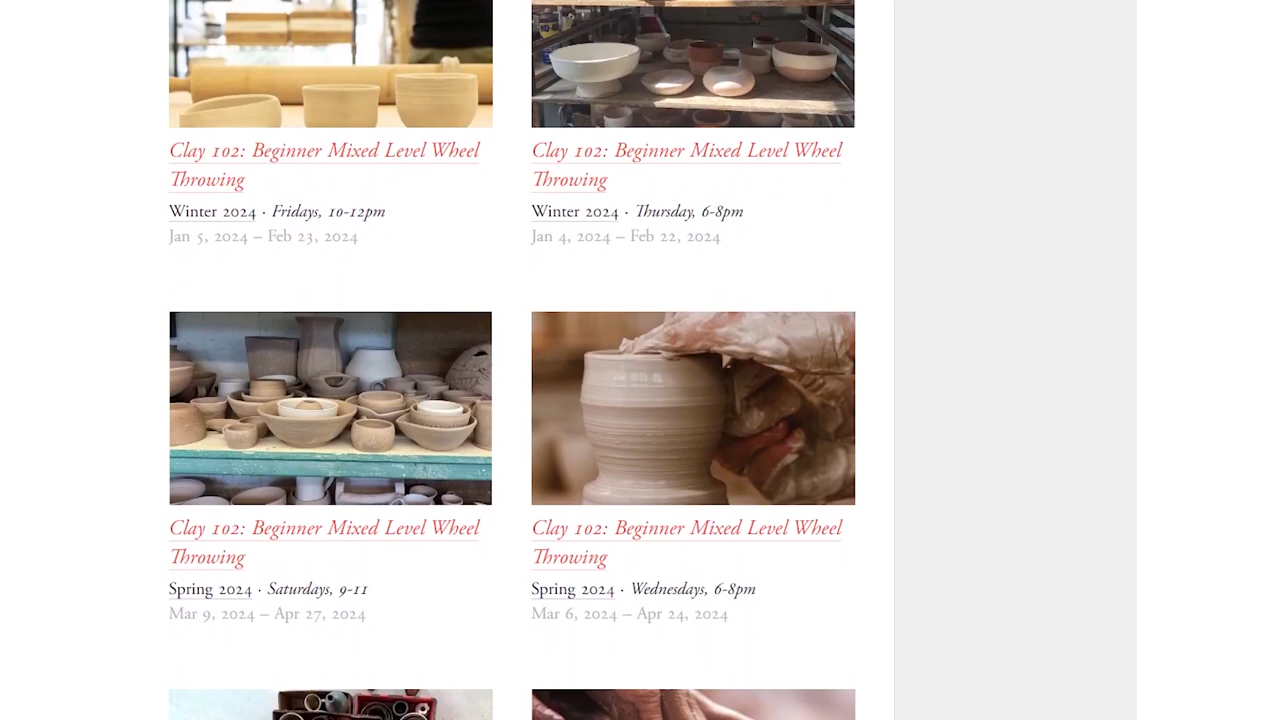 Clay 102: Beginner Mixed Level Wheel
Throwing
Winter 2024 · Fridays, 10-12pm
Jan 5, 2024 – Feb 23, 2024
Clay 102: Beginner Mixed Level Wheel
Throwing
Winter 2024 · Thursday, 6-8pm
Jan 4, 2024 – Feb 22, 2024
Clay 102: Beginner Mixed Level Wheel
Throwing
Spring 2024 · Saturdays, 9-11
Mar 9, 2024 – Apr 27, 2024
Clay 102: Beginner Mixed Level Wheel
Throwing
Spring 2024 · Wednesdays, 6-8pm
Mar 6, 2024 – Apr 24, 2024